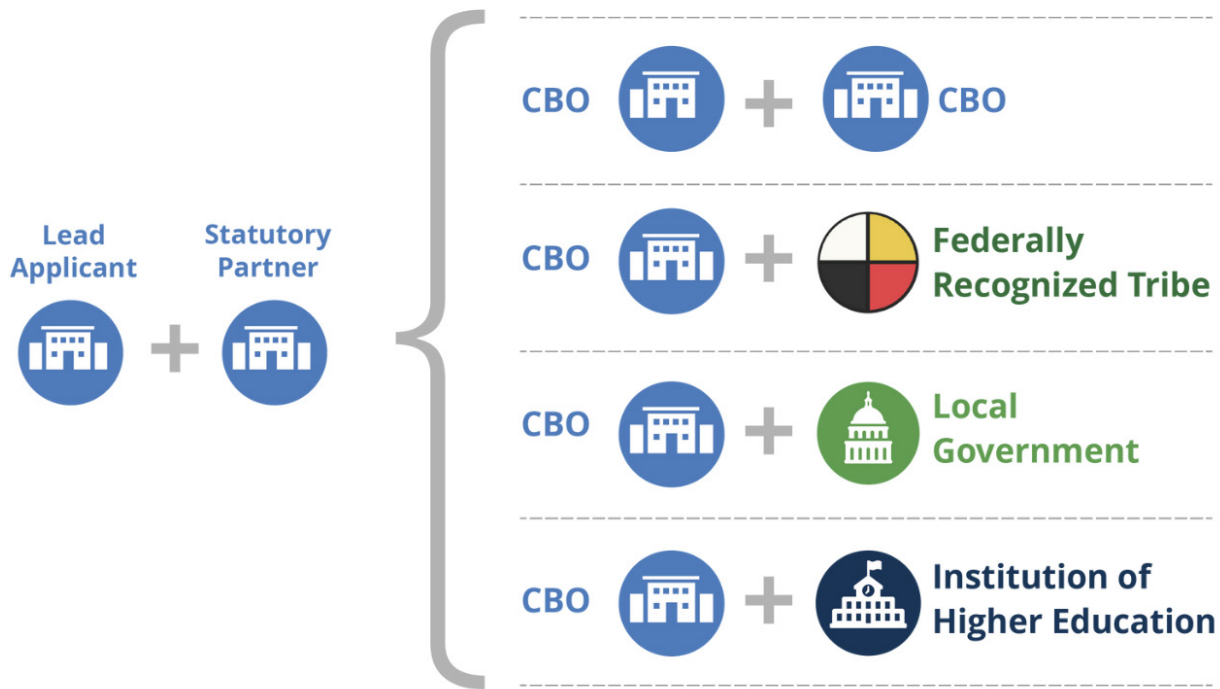 Lead
Applicant
Statutory
Partner
CBO
CBO
CBO
Federally
Recognized Tribe
CBO
Local
Government
CBO
Institution of
Higher Education